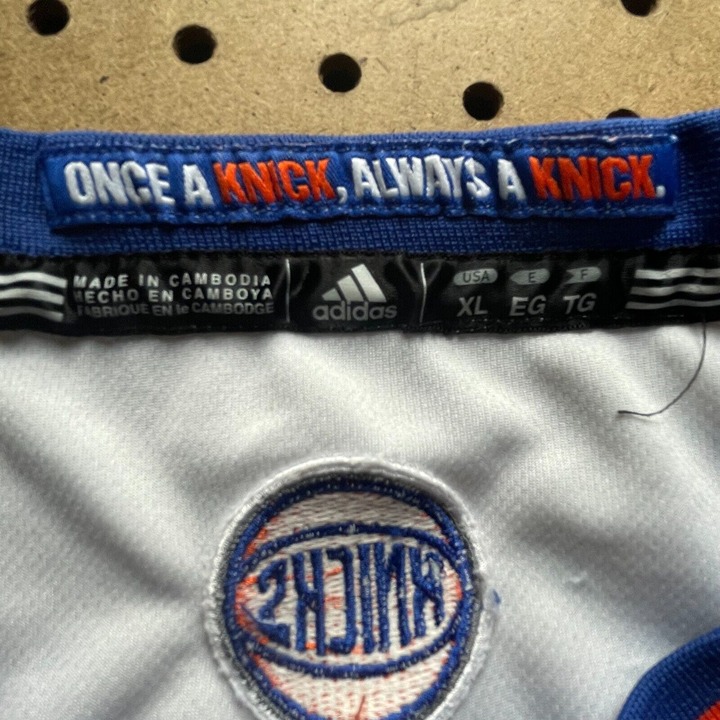 ONCE A KNICK, ALWAYS A KNICK.
MADE IN CAMBODIA
HECHO EN CAMBOYA
FABRIQUÉ EN le CAMBODGE
adidas
USA E F
XL EG TG
KNICKS